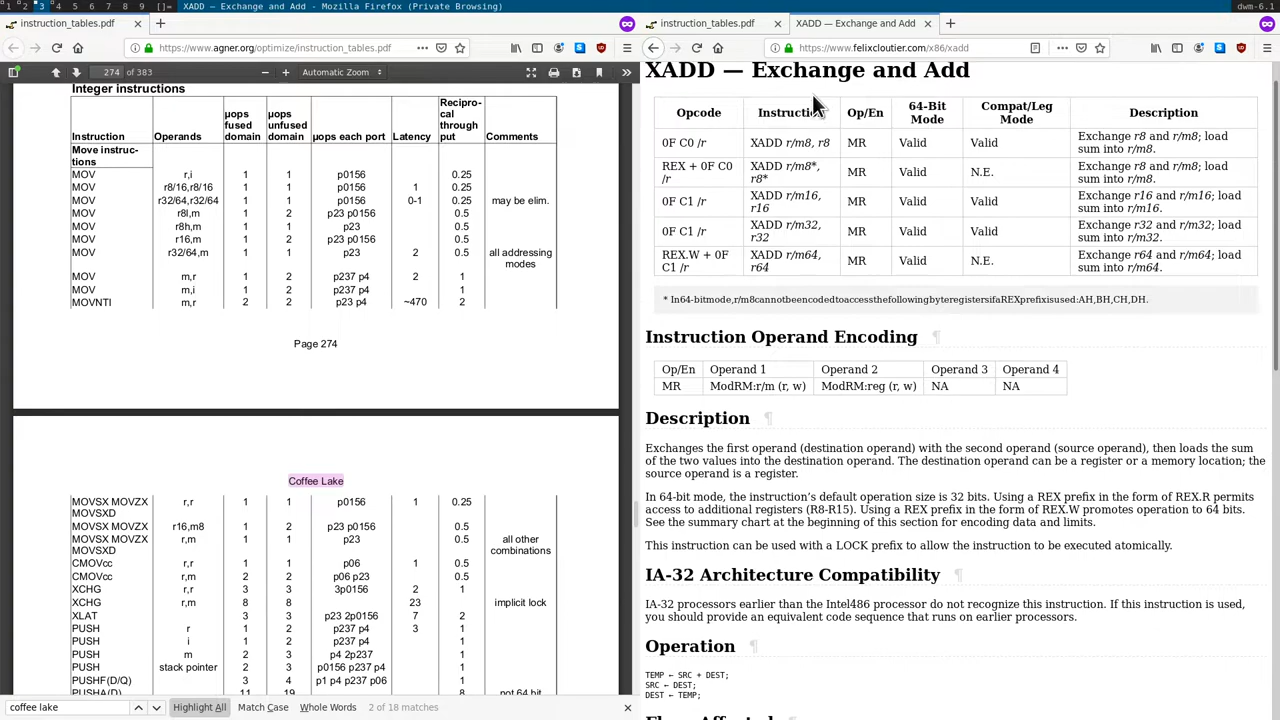 1 2 3 4 5 6 7 8 9 []= XADD — Exchange and Add - Mozilla Firefox (Private Browsing) dwm-6.1
instruction_tables.pdf
https://www.agner.org/optimize/instruction_tables.pdf
274 of 383 Automatic Zoom
Integer instructions
Instruction Operands µops fused domain µops unfused domain µops each port Latency Recipro-cal through put Comments
Move instruc-
tions
MOV r,i 1 1 p0156 0.25
MOV r8/16,r8/16 1 1 p0156 1 0.25
MOV r32/64,r32/64 1 1 p0156 0-1 0.25 may be elim.
MOV r8l,m 1 2 p23 p0156 0.5
MOV r8h,m 1 1 p23 0.5
MOV r16,m 1 2 p23 p0156 0.5
MOV r32/64,m 1 1 p23 2 0.5 all addressing
modes
MOV m,r 1 2 p237 p4 2 1
MOV m,i 1 2 p237 p4 1
MOVNTI m,r 2 2 p23 p4 ~470 2
Page 274
Coffee Lake
MOVSX MOVZX r,r 1 1 p0156 1 0.25
MOVSXD
MOVSX MOVZX r16,m8 1 2 p23 p0156 0.5
MOVSX MOVZX r,m 1 1 p23 0.5 all other
MOVSXD combinations
CMOVcc r,r 1 1 p06 1 0.5
CMOVcc r,m 2 2 p06 p23 0.5
XCHG r,r 3 3 3p0156 2 1
XCHG r,m 8 8 23 implicit lock
XLAT 3 3 p23 2p0156 7 2
PUSH r 1 2 p237 p4 3 1
PUSH i 1 2 p237 p4 1
PUSH m 2 3 p4 2p237 1
PUSH stack pointer 2 3 p0156 p237 p4 1
PUSHF(D/Q) 3 4 p1 p4 p237 p06 1
PUSHA(D) 11 19 8 not 64 bit
coffee lake Highlight All Match Case Whole Words 2 of 18 matches
instruction_tables.pdf XADD — Exchange and Add
https://www.felixcloutier.com/x86/xadd
XADD — Exchange and Add
Opcode Instruction Op/En 64-Bit Mode Compat/Leg Mode Description
0F C0 /r XADD r/m8, r8 MR Valid Valid Exchange r8 and r/m8; load
sum into r/m8.
REX + 0F C0 /r XADD r/m8*, r8* MR Valid N.E. Exchange r8 and r/m8; load
sum into r/m8.
0F C1 /r XADD r/m16, r16 MR Valid Valid Exchange r16 and r/m16; load
sum into r/m16.
0F C1 /r XADD r/m32, r32 MR Valid Valid Exchange r32 and r/m32; load
sum into r/m32.
REX.W + 0F C1 /r XADD r/m64, r64 MR Valid N.E. Exchange r64 and r/m64; load
sum into r/m64.
* In64-bitmode,r/m8cannotbeencodedtoaccessthefollowingbyteregistersifaREXprefixisused:AH,BH,CH,DH.
Instruction Operand Encoding ¶
Op/En Operand 1 Operand 2 Operand 3 Operand 4
MR ModRM:r/m (r, w) ModRM:reg (r, w) NA NA
Description ¶
Exchanges the first operand (destination operand) with the second operand (source operand), then loads the sum
of the two values into the destination operand. The destination operand can be a register or a memory location; the
source operand is a register.
In 64-bit mode, the instruction’s default operation size is 32 bits. Using a REX prefix in the form of REX.R permits
access to additional registers (R8-R15). Using a REX prefix in the form of REX.W promotes operation to 64 bits.
See the summary chart at the beginning of this section for encoding data and limits.
This instruction can be used with a LOCK prefix to allow the instruction to be executed atomically.
IA-32 Architecture Compatibility ¶
IA-32 processors earlier than the Intel486 processor do not recognize this instruction. If this instruction is used,
you should provide an equivalent code sequence that runs on earlier processors.
Operation ¶
TEMP ← SRC + DEST;
SRC ← DEST;
DEST ← TEMP;